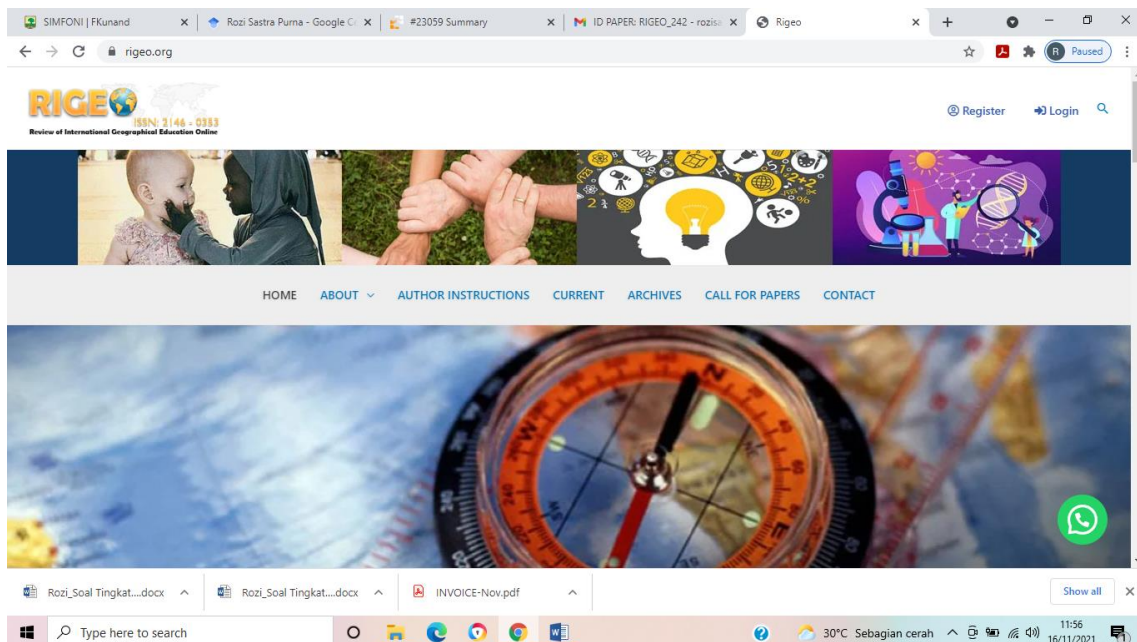 SIMFONI | FKunand
Rozi Sastra Purna - Google Ci
#23059 Summary
ID PAPER: RIGEO_242 - rozisa
Rigeo
rigeo.org
R Paused
RIGEO
ISSN: 2146 - 0353
Review of International Geographical Education Online
Register
Login
HOME
ABOUT
AUTHOR INSTRUCTIONS
CURRENT
ARCHIVES
CALL FOR PAPERS
CONTACT
N
W
E
Rozi_Soal Tingkat....docx
Rozi_Soal Tingkat....docx
INVOICE-Nov.pdf
Show all
Type here to search
30°C Sebagian cerah
11:56
16/11/2021